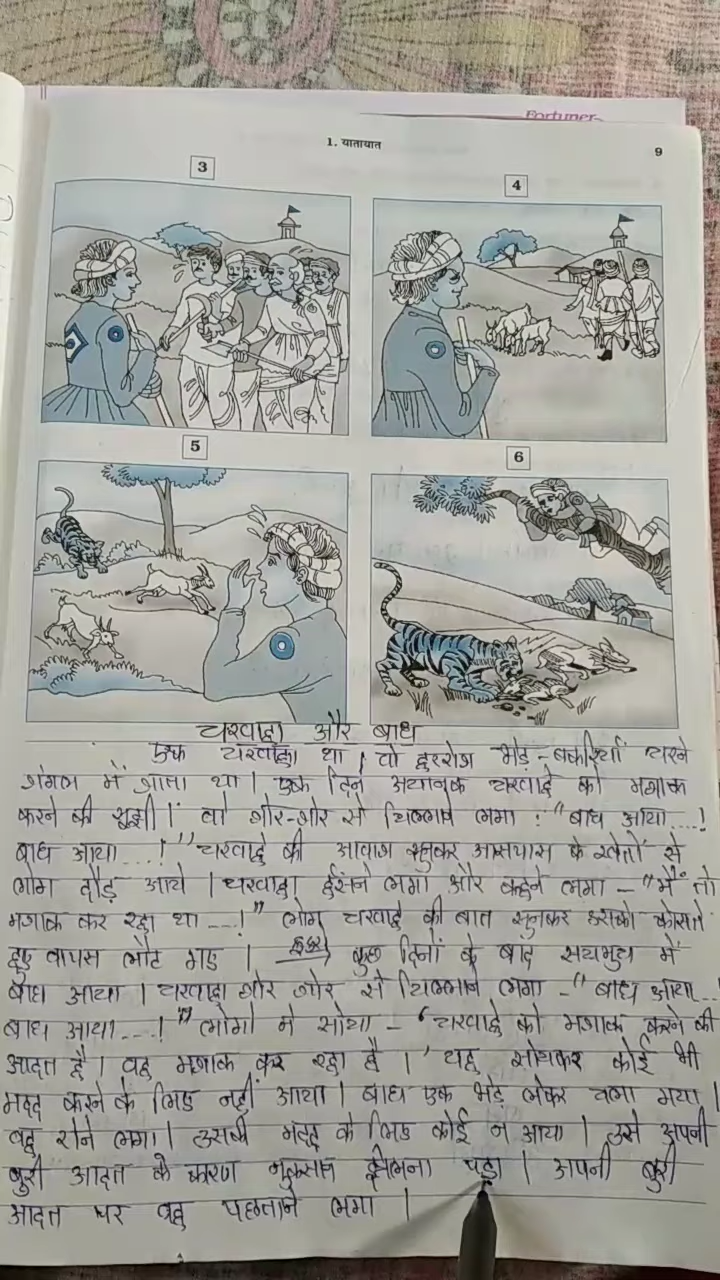 Fortuner
1. यातायात
9
3
4
5
6
चरवाहा और बाघ
एक चरवाहा था। वो हररोज भेड़-बकरियाँ चराने
जंगल में जाता था। एक दिन अचानक चरवाहे को मजाक
करने की सूझी। वो जोर-जोर से चिल्लाने लगा : "बाघ आया....!
बाघ आया....!" चरवाहे की आवाज सुनकर आसपास के खेतों से
लोग दौड़ आये। चरवाहा हँसने लगा और कहने लगा - "मैं तो
मजाक कर रहा था....!" लोग चरवाहे की बात सुनकर उसको कोसते
हुए वापस लौट गए। कुछ दिनों के बाद सचमुच में
बाघ आया। चरवाहा जोर जोर से चिल्लाने लगा - "बाघ आया...!
बाघ आया....!" लोगों ने सोचा - 'चरवाहे को मजाक करने की
आदत है। वह मजाक कर रहा है।' यह सोचकर कोई भी
मदद करने के लिए नहीं आया। बाघ एक भेड़ लेकर चला गया।
वह रोने लगा। उसकी मदद के लिए कोई न आया। उसे अपनी
बुरी आदत के कारण नुकसान झेलना पड़ा। अपनी बुरी
आदत पर वह पछताने लगा।